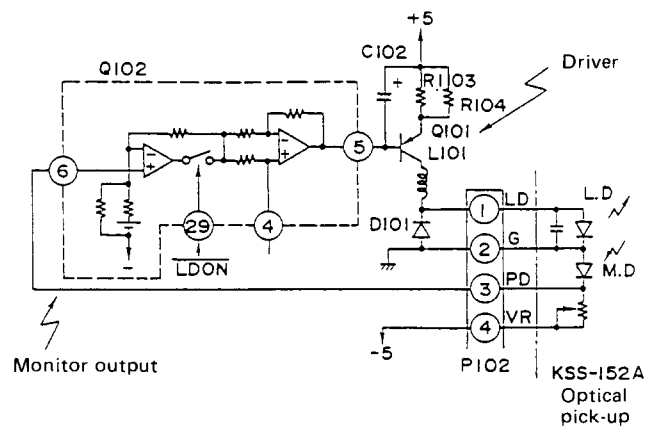 +5
C102
Q102
+
R103
R104
Driver
Q101
L101
-
+
-
+
5
6
-
29
4
LDON
D101
1
LD
L.D
2
G
M.D
3
PD
4
VR
-5
P102
Monitor output
KSS-152A
Optical
pick-up